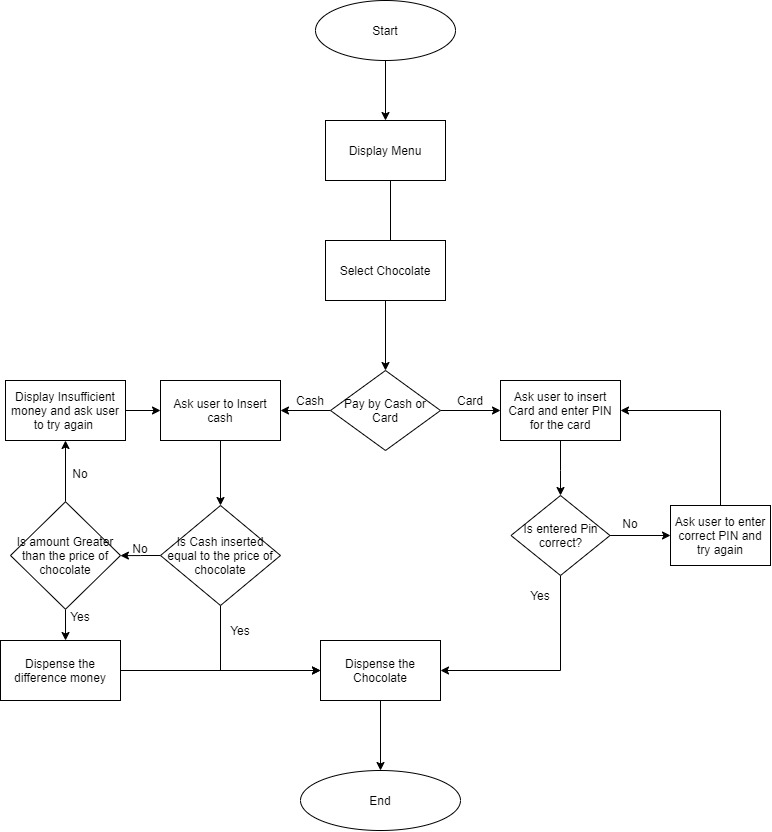 Start
Display Menu
Select Chocolate
Display Insufficient
money and ask user
to try again
Ask user to Insert
cash
Cash
Pay by Cash or
Card
Card
Ask user to insert
Card and enter PIN
for the card
No
Is amount Greater
than the price of
chocolate
No
Is Cash inserted
equal to the price of
chocolate
Is entered Pin
correct?
No
Ask user to enter
correct PIN and
try again
Yes
Yes
Yes
Dispense the
difference money
Dispense the
Chocolate
End